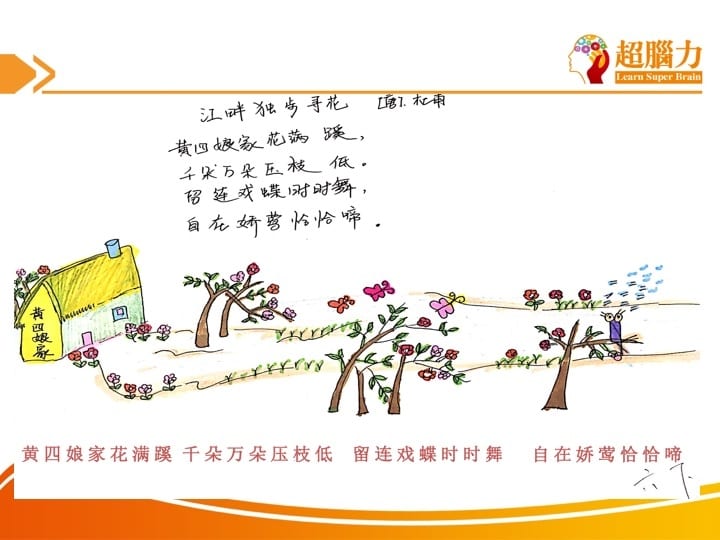 超腦力
Learn Super Brain
江畔独步寻花 [唐].杜甫
黄四娘家花满蹊，
千朵万朵压枝低。
留连戏蝶时时舞，
自在娇莺恰恰啼。
黄四娘家
黄四娘家花满蹊 千朵万朵压枝低 留连戏蝶时时舞 自在娇莺恰恰啼
六下